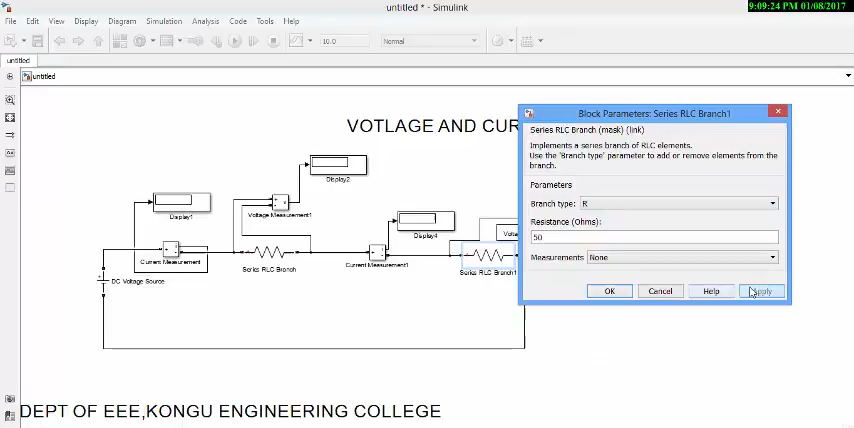 untitled * - Simulink
9:09:24 PM 01/08/2017
File Edit View Display Diagram Simulation Analysis Code Tools Help
10.0 Normal
untitled
untitled
VOTLAGE AND CUR
Block Parameters: Series RLC Branch1
Series RLC Branch (mask) (link)
Implements a series branch of RLC elements.
Use the 'Branch type' parameter to add or remove elements from the
branch.
Parameters
Branch type: R
Resistance (Ohms):
50
Measurements None
OK Cancel Help Apply
Display2
Display1
Voltage Measurement1
Display4
Volta
Current Measurement
Series RLC Branch
Current Measurement1
Series RLC Branch1
DC Voltage Source
DEPT OF EEE,KONGU ENGINEERING COLLEGE